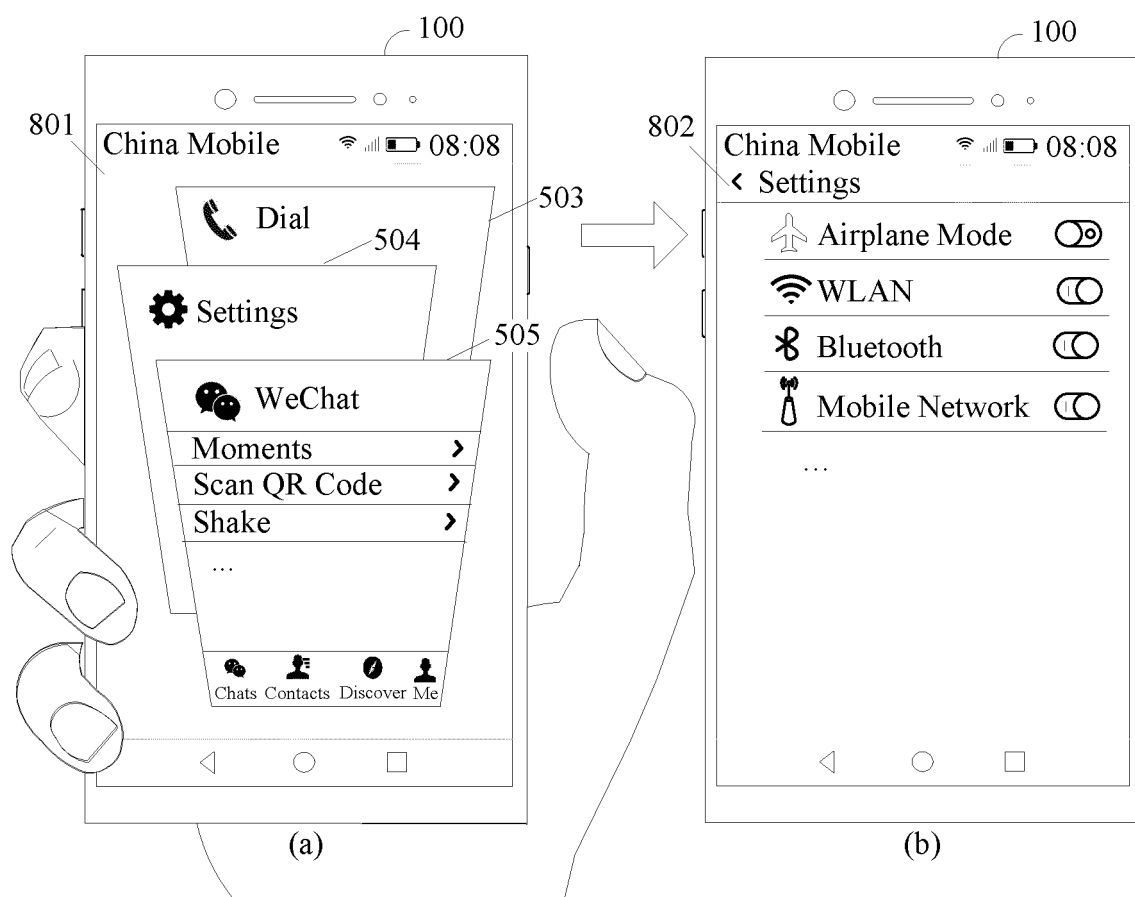 100
801
China Mobile 08:08
503
Dial
504
Settings
505
WeChat
Moments
Scan QR Code
Shake
...
Chats Contacts Discover Me
(a)
100
802
China Mobile 08:08
Settings
Airplane Mode
WLAN
Bluetooth
Mobile Network
...
(b)